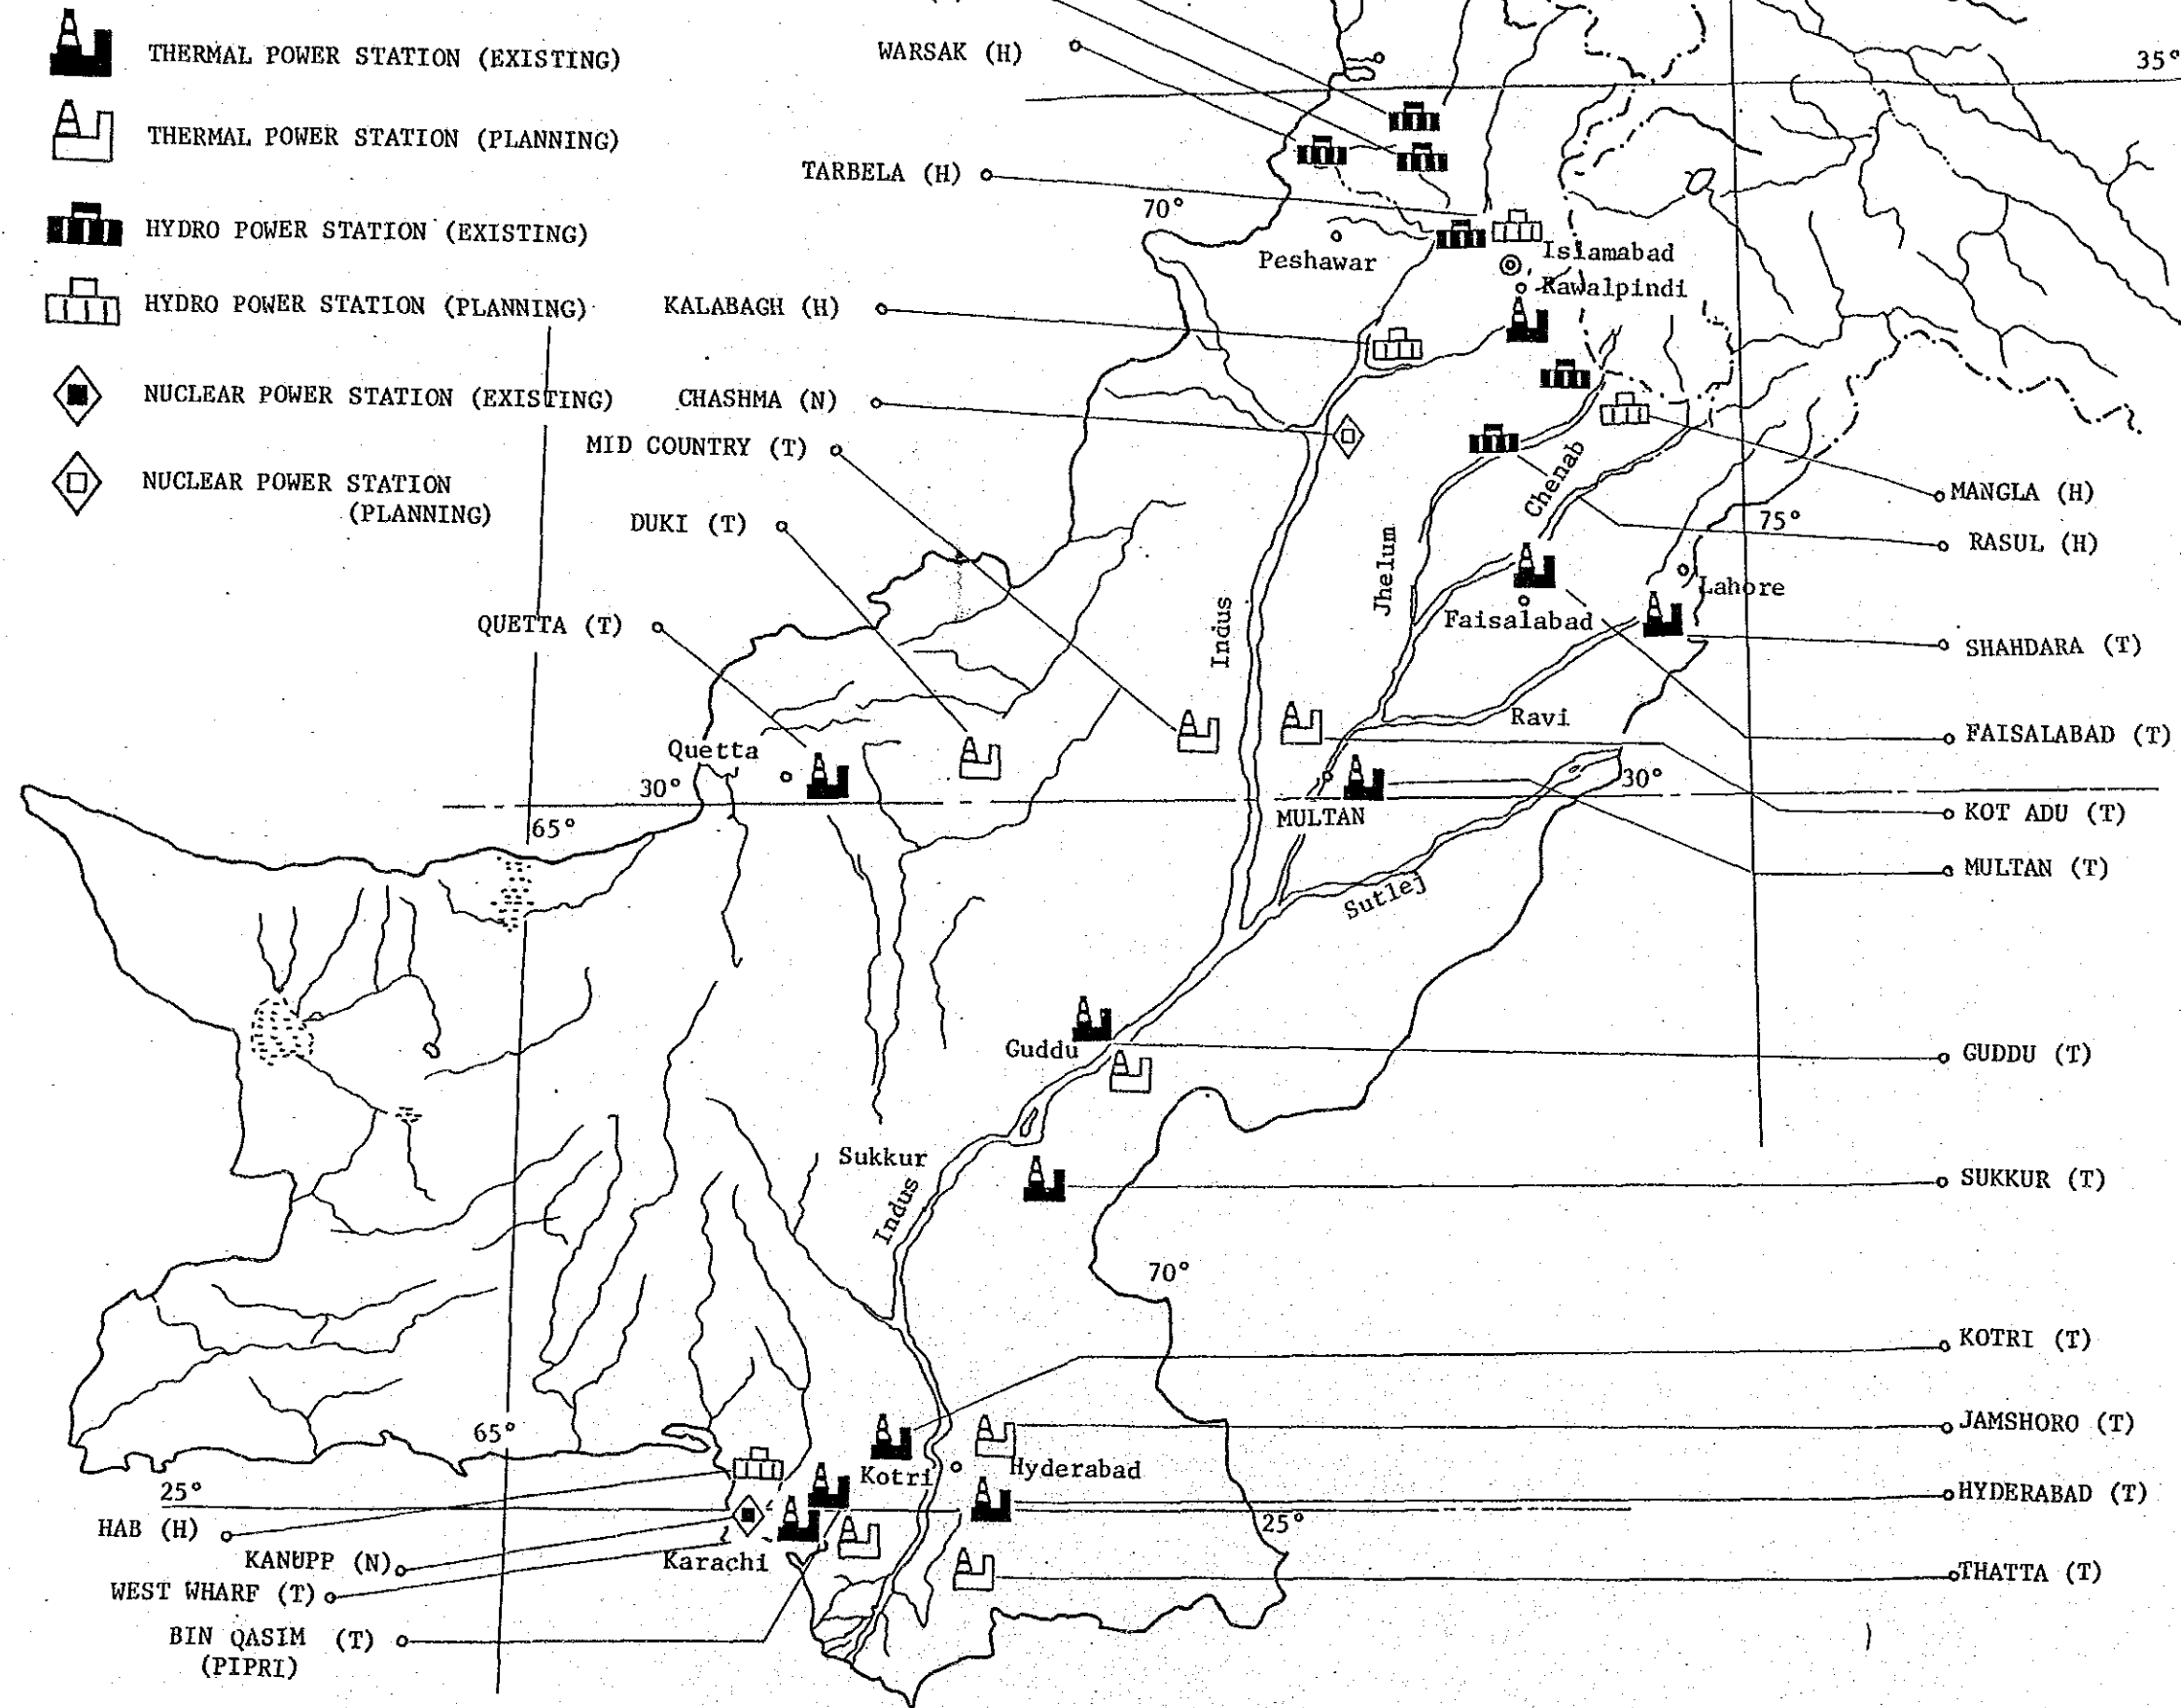 THERMAL POWER STATION (EXISTING)
THERMAL POWER STATION (PLANNING)
HYDRO POWER STATION (EXISTING)
HYDRO POWER STATION (PLANNING)
NUCLEAR POWER STATION (EXISTING)
NUCLEAR POWER STATION
(PLANNING)
WARSAK (H)
35°
TARBELA (H)
70°
Peshawar
Islamabad
Rawalpindi
KALABAGH (H)
CHASHMA (N)
MID COUNTRY (T)
DUKI (T)
QUETTA (T)
MANGLA (H)
75°
RASUL (H)
Chenab
Jhelum
Indus
Lahore
Faisalabad
SHAHDARA (T)
Ravi
FAISALABAD (T)
Quetta
30°
30°
65°
MULTAN
KOT ADU (T)
MULTAN (T)
Sutlej
Guddu
GUDDU (T)
Sukkur
SUKKUR (T)
Indus
70°
KOTRI (T)
JAMSHORO (T)
65°
Kotri
Hyderabad
25°
HYDERABAD (T)
25°
HAB (H)
KANUPP (N)
Karachi
WEST WHARF (T)
THATTA (T)
BIN QASIM (T)
(PIPRI)